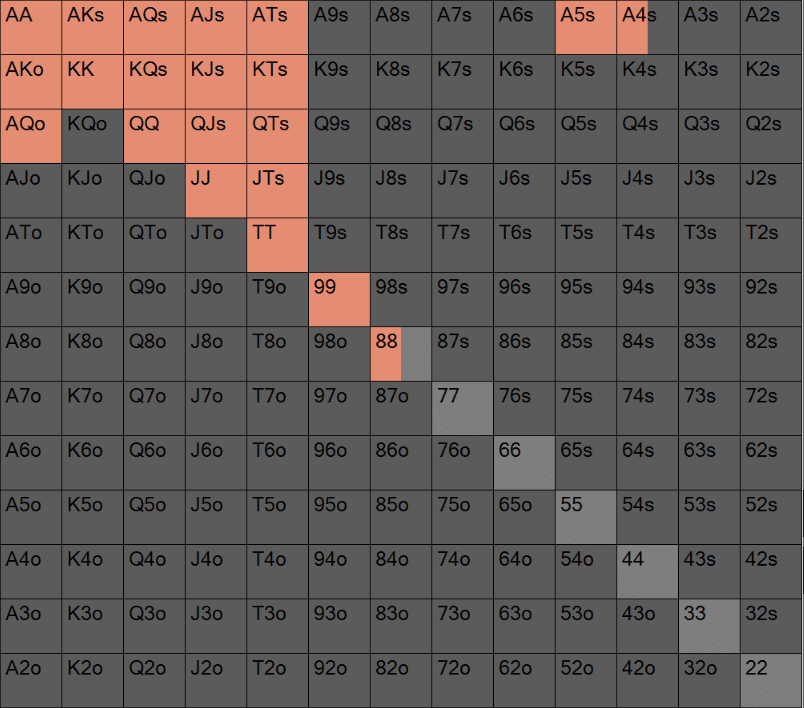 AA AKs AQs AJs ATs A9s A8s A7s A6s A5s A4s A3s A2s
AKo KK KQs KJs KTs K9s K8s K7s K6s K5s K4s K3s K2s
AQo KQo QQ QJs QTs Q9s Q8s Q7s Q6s Q5s Q4s Q3s Q2s
AJo KJo QJo JJ JTs J9s J8s J7s J6s J5s J4s J3s J2s
ATo KTo QTo JTo TT T9s T8s T7s T6s T5s T4s T3s T2s
A9o K9o Q9o J9o T9o 99 98s 97s 96s 95s 94s 93s 92s
A8o K8o Q8o J8o T8o 98o 88 87s 86s 85s 84s 83s 82s
A7o K7o Q7o J7o T7o 97o 87o 77 76s 75s 74s 73s 72s
A6o K6o Q6o J6o T6o 96o 86o 76o 66 65s 64s 63s 62s
A5o K5o Q5o J5o T5o 95o 85o 75o 65o 55 54s 53s 52s
A4o K4o Q4o J4o T4o 94o 84o 74o 64o 54o 44 43s 42s
A3o K3o Q3o J3o T3o 93o 83o 73o 63o 53o 43o 33 32s
A2o K2o Q2o J2o T2o 92o 82o 72o 62o 52o 42o 32o 22